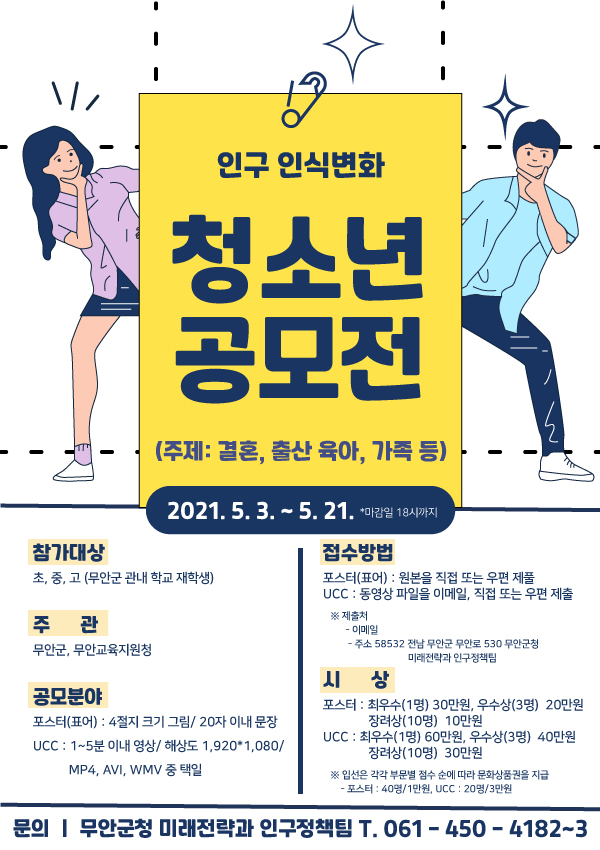 인구 인식변화
청소년
공모전
(주제: 결혼, 출산 육아, 가족 등)
2021. 5. 3. ~ 5. 21. *마감일 18시까지
참가대상
초, 중, 고 (무안군 관내 학교 재학생)
주 관
무안군, 무안교육지원청
공모분야
포스터(표어) : 4절지 크기 그림/ 20자 이내 문장
UCC : 1~5분 이내 영상/ 해상도 1,920*1,080/
MP4, AVI, WMV 중 택일
접수방법
포스터(표어) : 원본을 직접 또는 우편 제풀
UCC : 동영상 파일을 이메일, 직접 또는 우편 제출
※ 제출처
- 이메일
- 주소 58532 전남 무안군 무안로 530 무안군청
미래전략과 인구정책팀
시 상
포스터 : 최우수(1명) 30만원, 우수상(3명) 20만원
장려상(10명) 10만원
UCC : 최우수(1명) 60만원, 우수상(3명) 40만원
장려상(10명) 30만원
※ 입선은 각각 부문별 점수 순에 따라 문화상품권을 지급
- 포스터 : 40명/1만원, UCC : 20명/3만원
문의 | 무안군청 미래전략과 인구정책팀 T. 061 - 450 - 4182~3